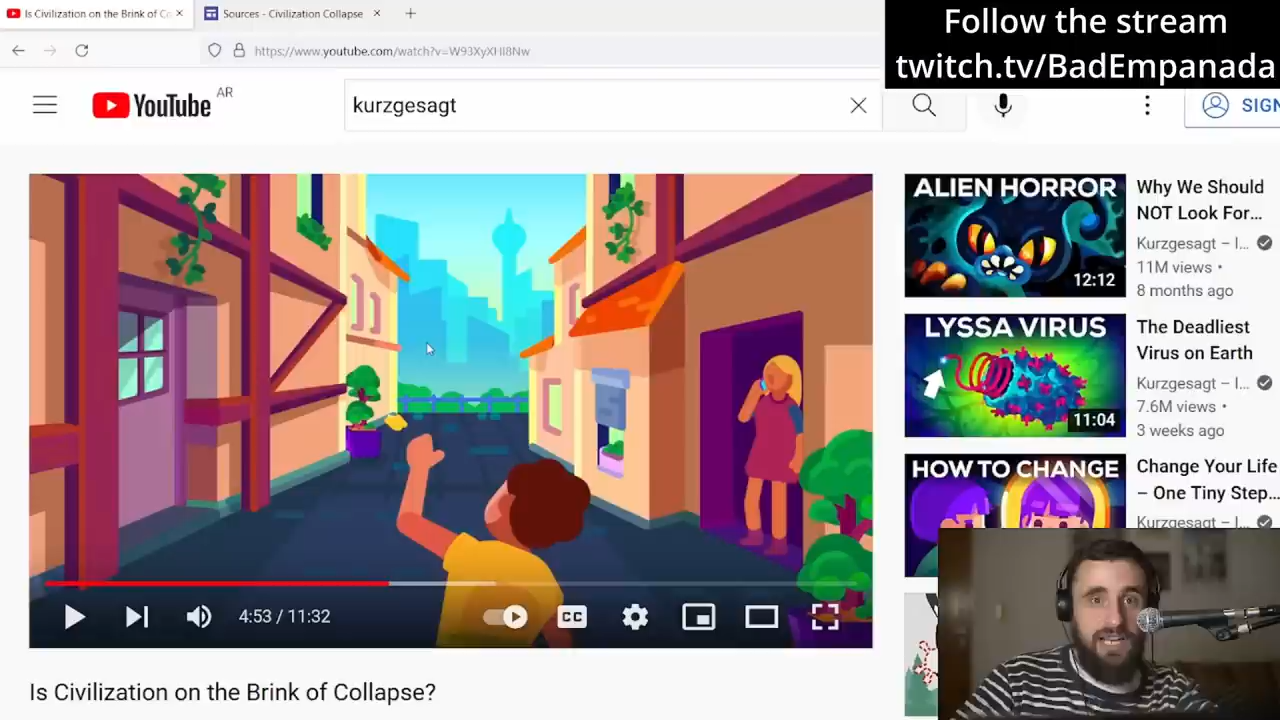 Is Civilization on the Brink of Co
Sources - Civilization Collapse
Follow the stream
twitch.tv/BadEmpanada
https://www.youtube.com/watch?v=W93XyXHI8Nw
YouTube AR
kurzgesagt
SIGN
ALIEN HORROR
12:12
Why We Should
NOT Look For...
Kurzgesagt – I...
11M views •
8 months ago
LYSSA VIRUS
11:04
The Deadliest
Virus on Earth
Kurzgesagt – I...
7.6M views •
3 weeks ago
HOW TO CHANGE
Change Your Life
– One Tiny Step...
Kurzgesagt – I...
4:53 / 11:32
CC
Is Civilization on the Brink of Collapse?